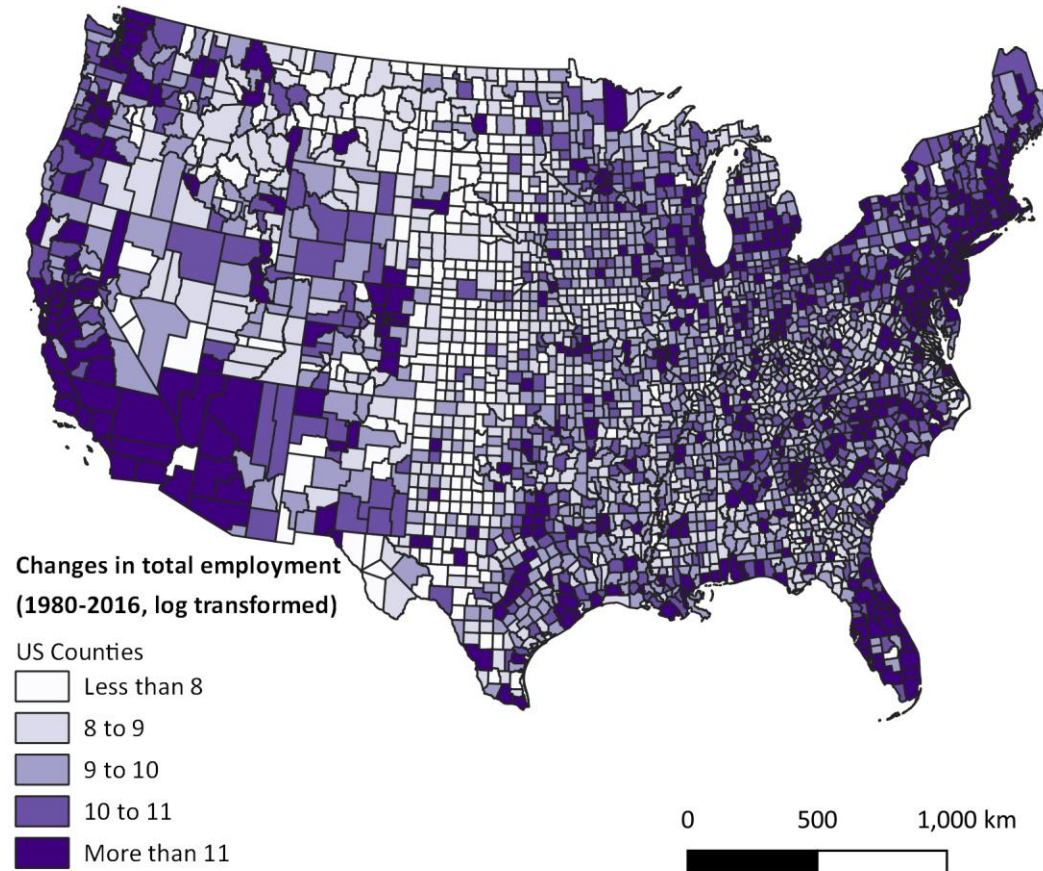 Changes in total employment
(1980-2016, log transformed)
US Counties
Less than 8
8 to 9
9 to 10
10 to 11
More than 11
0 500 1,000 km